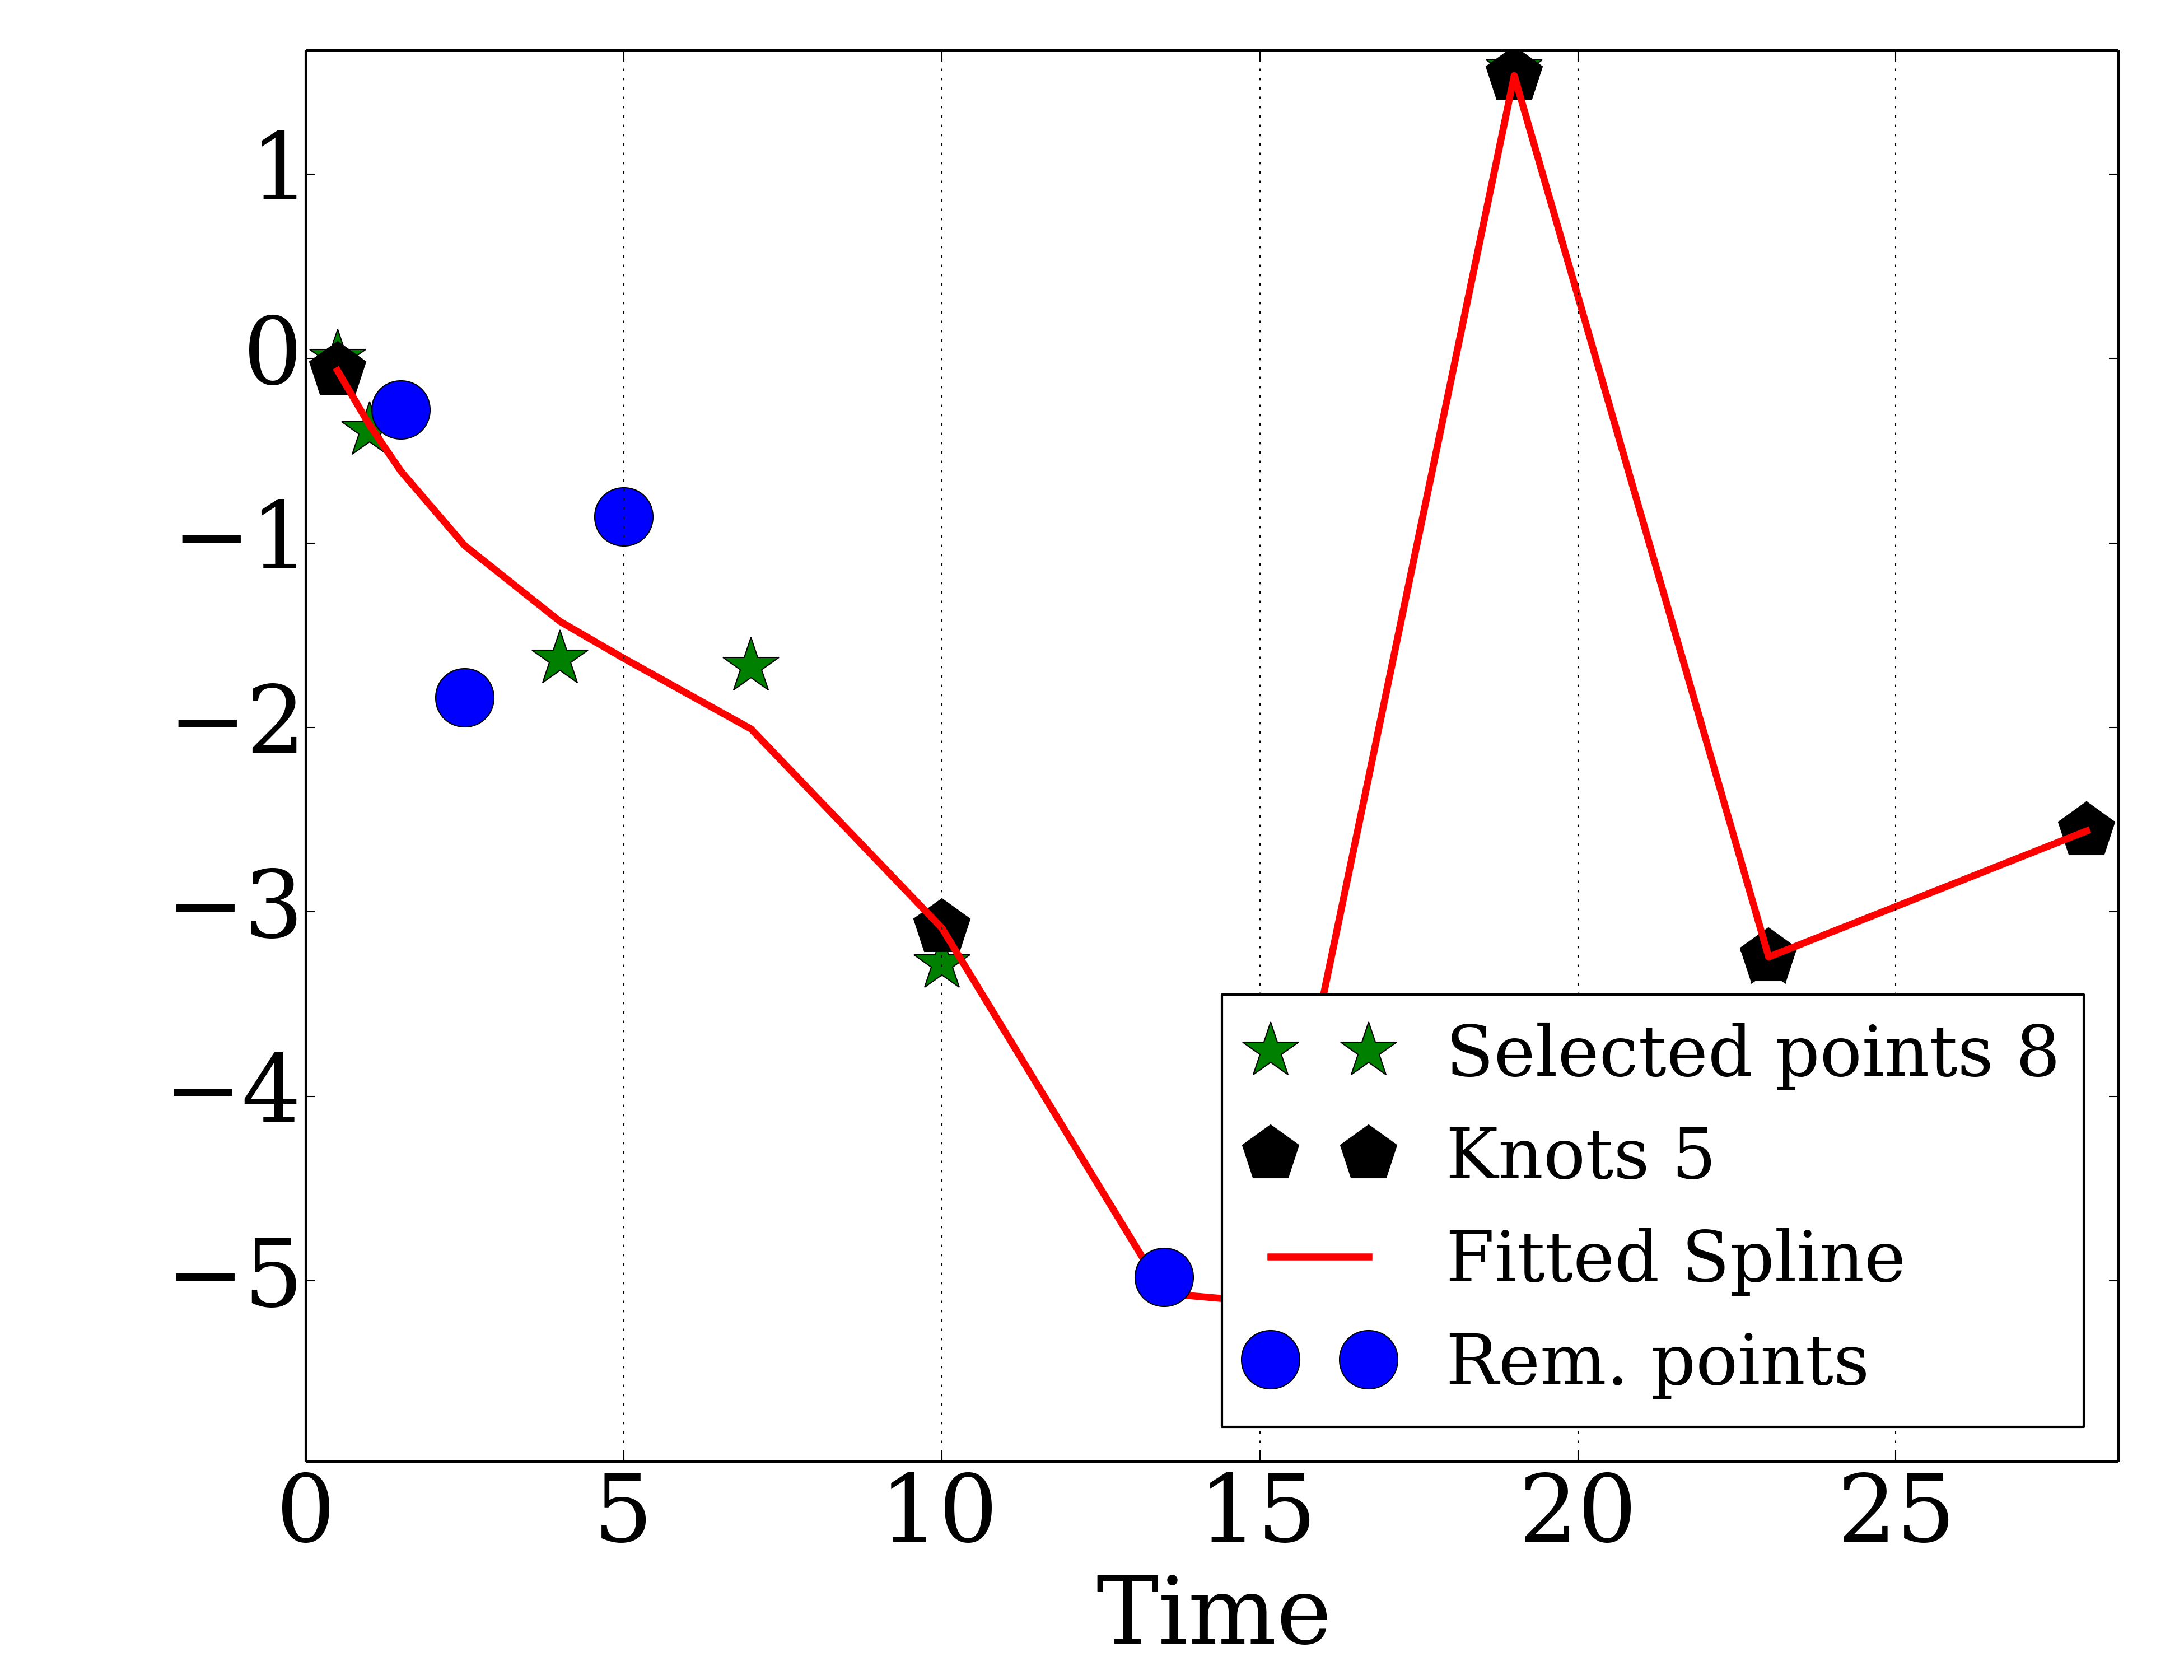 1
0
−1
−2
−3
−4
−5
Selected points 8
Knots 5
Fitted Spline
Rem. points
0 5 10 15 20 25
Time